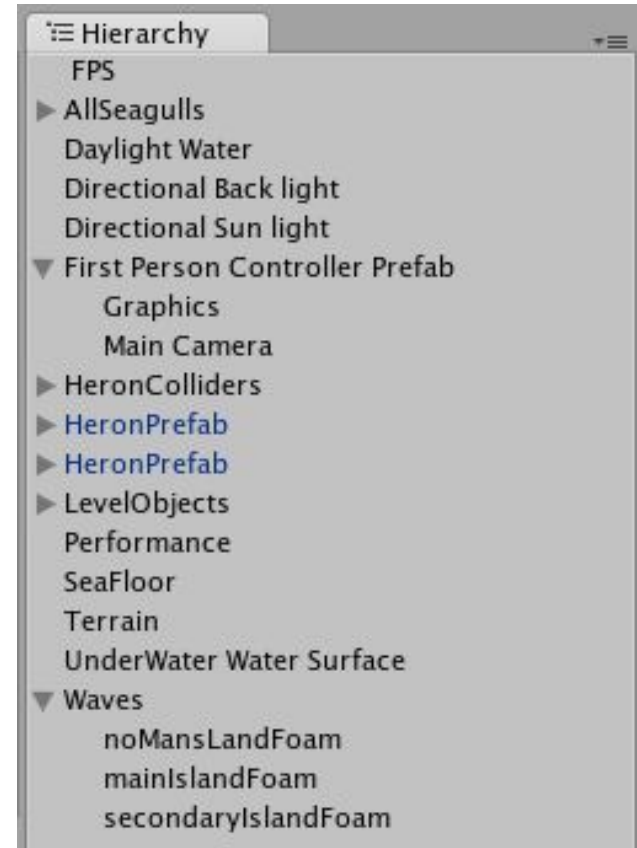 Hierarchy
FPS
AllSeagulls
Daylight Water
Directional Back light
Directional Sun light
First Person Controller Prefab
Graphics
Main Camera
HeronColliders
HeronPrefab
HeronPrefab
LevelObjects
Performance
SeaFloor
Terrain
UnderWater Water Surface
Waves
noMansLandFoam
mainIslandFoam
secondaryIslandFoam